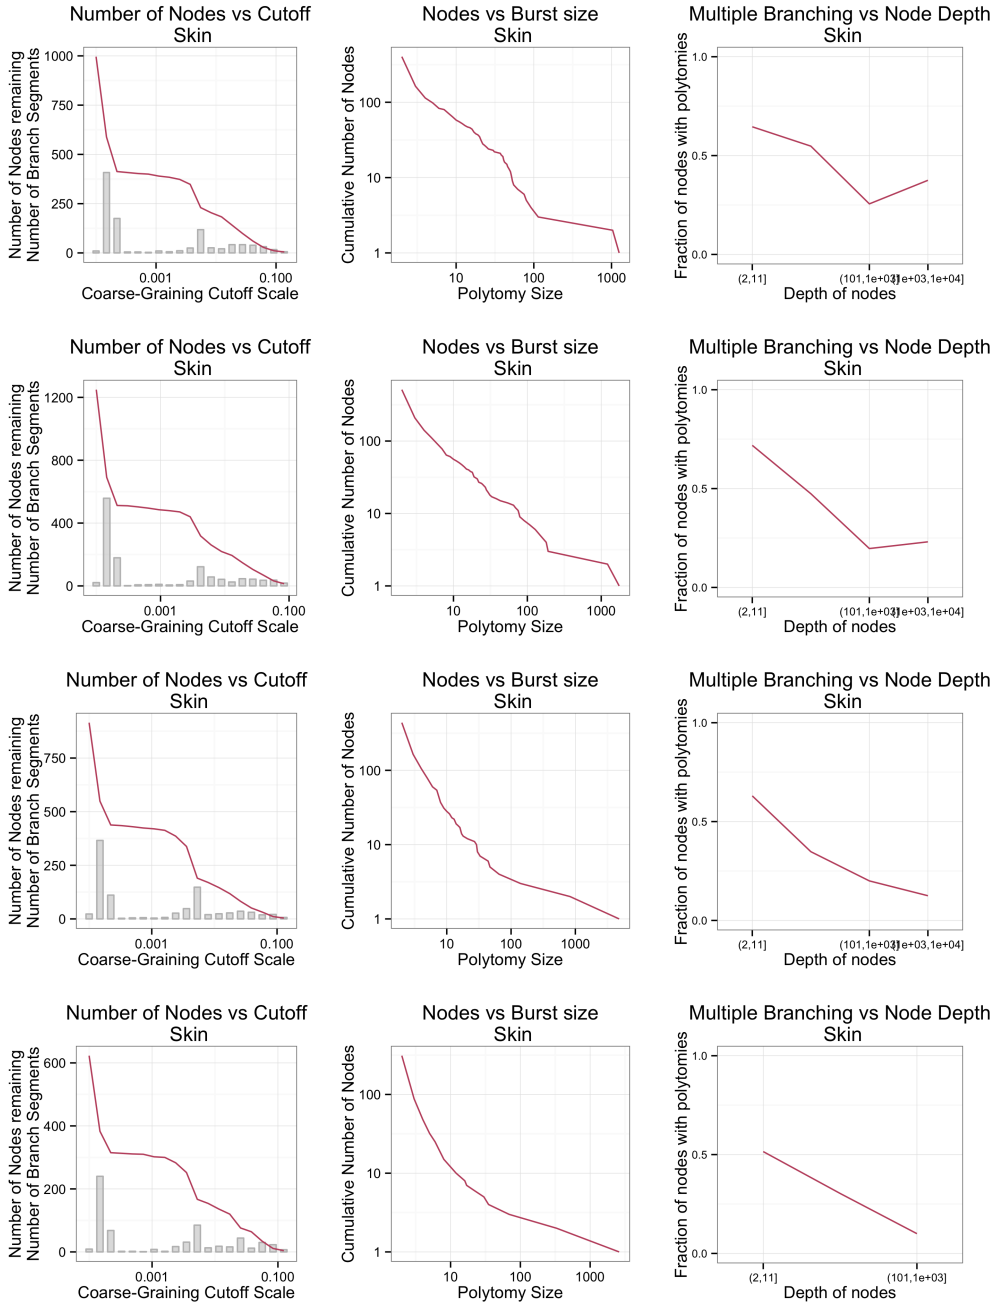 Number of Nodes vs Cutoff
Skin
Number of Nodes remaining
Number of Branch Segments
1000
750
500
250
0
0.001
0.100
Coarse-Graining Cutoff Scale
Nodes vs Burst size
Skin
Cumulative Number of Nodes
100
10
1
10
100
1000
Polytomy Size
Multiple Branching vs Node Depth
Skin
Fraction of nodes with polytomies
1.0
0.5
0.0
(2,11]
(101,1e+03]
(1e+03,1e+04]
Depth of nodes
Number of Nodes vs Cutoff
Skin
Number of Nodes remaining
Number of Branch Segments
1200
800
400
0
0.001
0.100
Coarse-Graining Cutoff Scale
Nodes vs Burst size
Skin
Cumulative Number of Nodes
100
10
1
10
100
1000
Polytomy Size
Multiple Branching vs Node Depth
Skin
Fraction of nodes with polytomies
1.0
0.5
0.0
(2,11]
(101,1e+03]
(1e+03,1e+04]
Depth of nodes
Number of Nodes vs Cutoff
Skin
Number of Nodes remaining
Number of Branch Segments
750
500
250
0
0.001
0.100
Coarse-Graining Cutoff Scale
Nodes vs Burst size
Skin
Cumulative Number of Nodes
100
10
1
10
100
1000
Polytomy Size
Multiple Branching vs Node Depth
Skin
Fraction of nodes with polytomies
1.0
0.5
0.0
(2,11]
(101,1e+03]
(1e+03,1e+04]
Depth of nodes
Number of Nodes vs Cutoff
Skin
Number of Nodes remaining
Number of Branch Segments
600
400
200
0
0.001
0.100
Coarse-Graining Cutoff Scale
Nodes vs Burst size
Skin
Cumulative Number of Nodes
100
10
1
10
100
1000
Polytomy Size
Multiple Branching vs Node Depth
Skin
Fraction of nodes with polytomies
1.0
0.5
0.0
(2,11]
(101,1e+03]
Depth of nodes